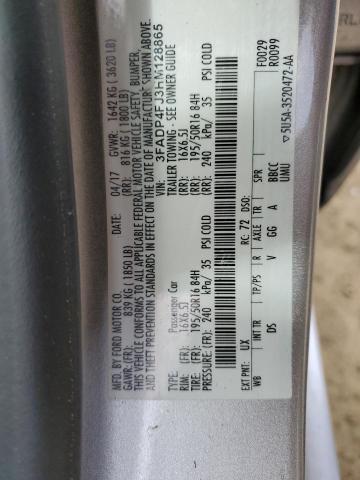 MFD. BY FORD MOTOR CO.
DATE: 04/17 GVWR: 1642 KG ( 3620 LB)
GAWR: (FR): 839 KG ( 1850 LB) (RR): 816 KG ( 1800 LB)
THIS VEHICLE CONFORMS TO ALL APPLICABLE FEDERAL MOTOR VEHICLE SAFETY, BUMPER,
AND THEFT PREVENTION STANDARDS IN EFFECT ON THE DATE OF MANUFACTURE SHOWN ABOVE.
VIN: 3FADP4FJ3HM128865
TYPE: Passenger Car TRAILER TOWING - SEE OWNER GUIDE
RIM: (FR): 16X6.5J (RR): 16X6.5J
TIRE: (FR): 195/50R16 84H (RR): 195/50R16 84H
PRESSURE: (FR): 240 kPa/ 35 PSI COLD (RR): 240 kPa/ 35 PSI COLD
EXT PNT: UX RC: 72 DSO: F0029
R0099
WB INT TR TP/PS R AXLE TR SPR
DS V GG A BBCC
UMU
5U5A-3520472-AA